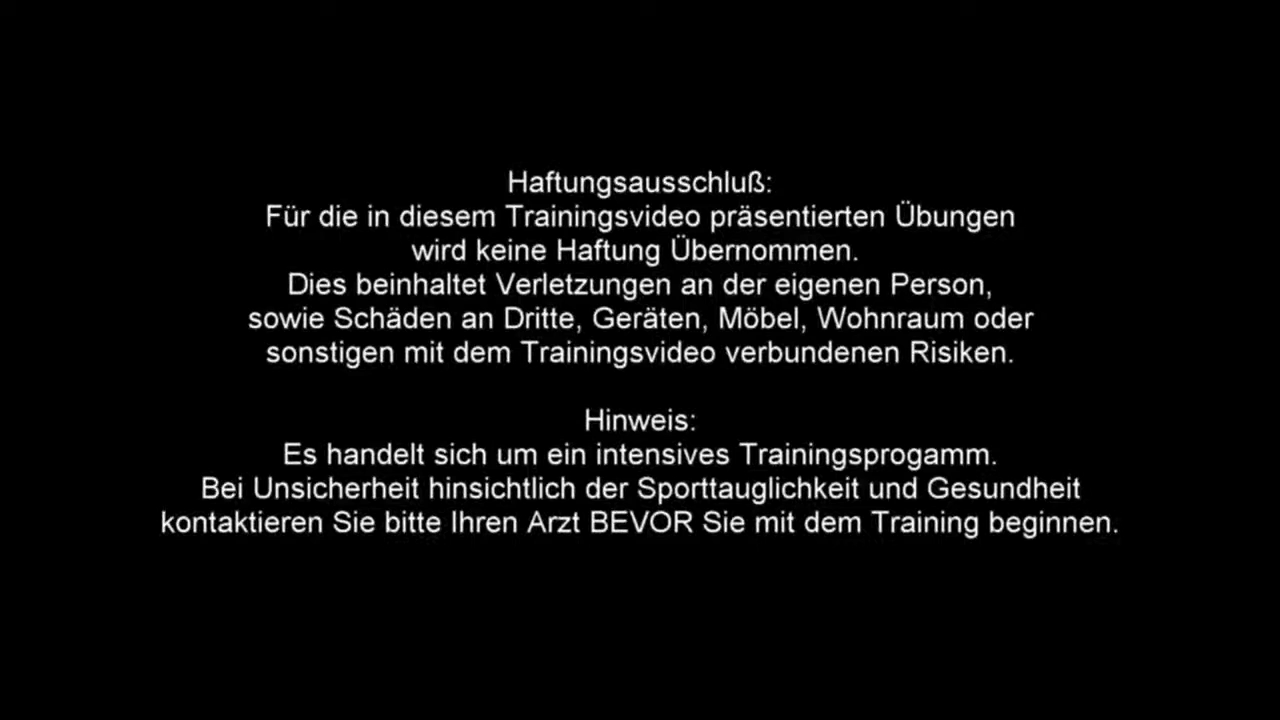 Haftungsausschluß:
Für die in diesem Trainingsvideo präsentierten Übungen
wird keine Haftung Übernommen.
Dies beinhaltet Verletzungen an der eigenen Person,
sowie Schäden an Dritte, Geräten, Möbel, Wohnraum oder
sonstigen mit dem Trainingsvideo verbundenen Risiken.
Hinweis:
Es handelt sich um ein intensives Trainingsprogamm.
Bei Unsicherheit hinsichtlich der Sporttauglichkeit und Gesundheit
kontaktieren Sie bitte Ihren Arzt BEVOR Sie mit dem Training beginnen.